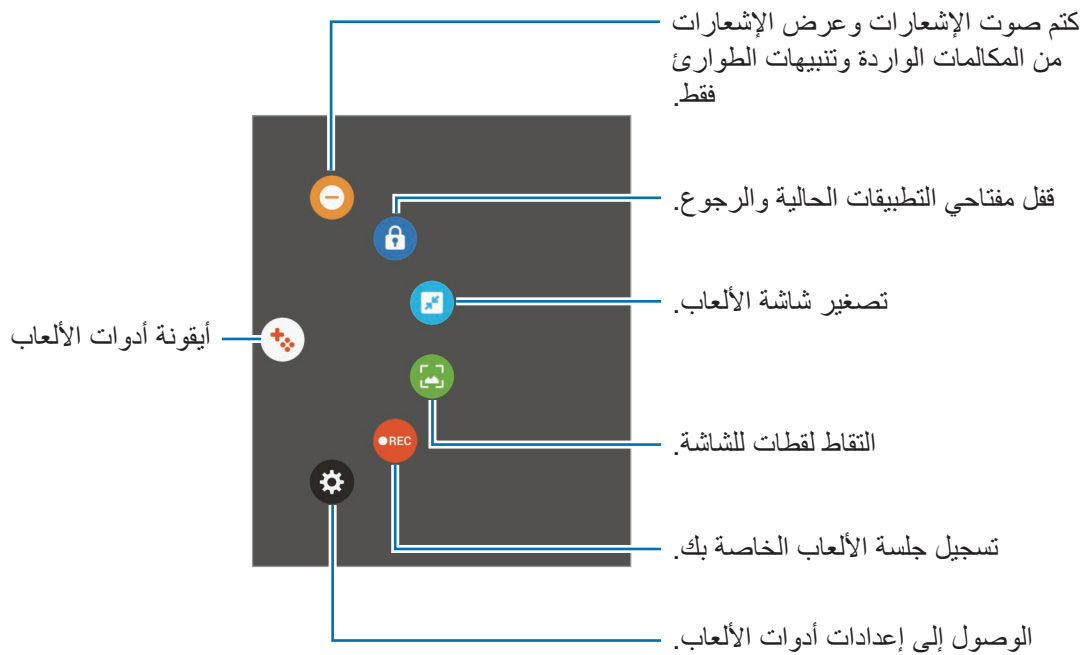 كتم صوت الإشعارات وعرض الإشعارات
من المكالمات الواردة وتنبيهات الطوارئ
فقط.
قفل مفتاحي التطبيقات الحالية والرجوع.
تصغير شاشة الألعاب.
أيقونة أدوات الألعاب
التقاط لقطات للشاشة.
REC
تسجيل جلسة الألعاب الخاصة بك.
الوصول إلى إعدادات أدوات الألعاب.